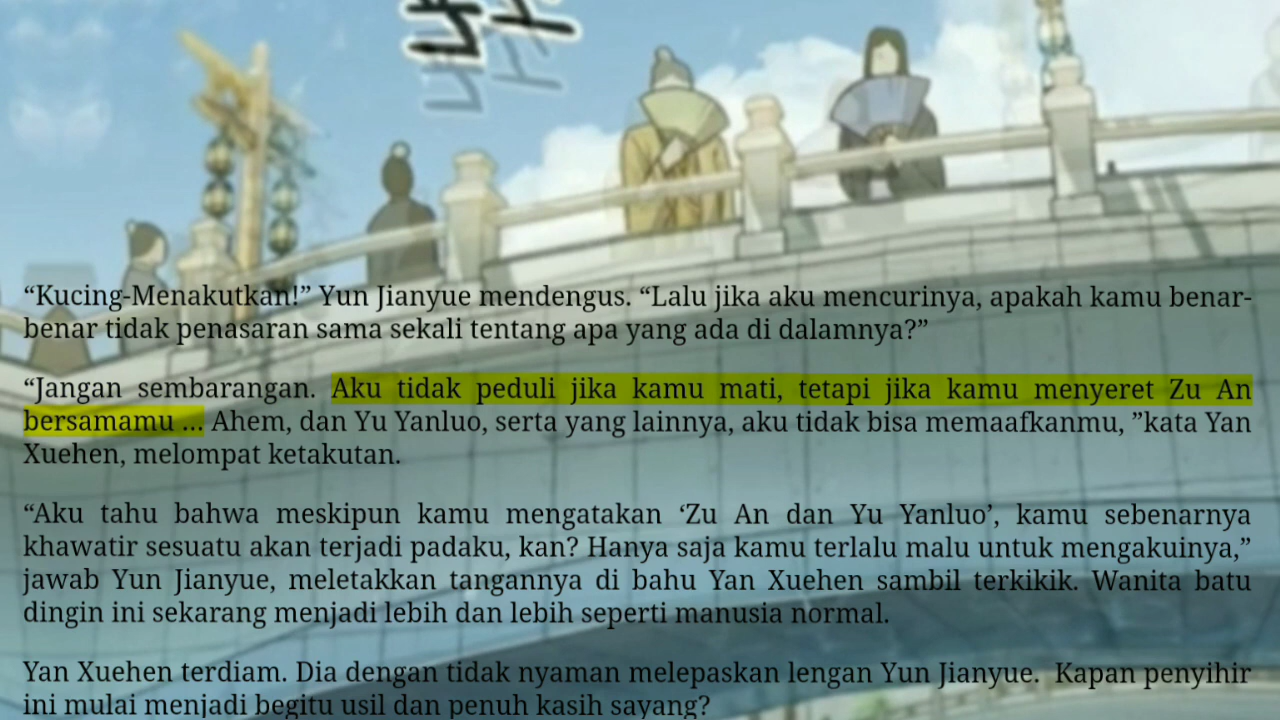 “Kucing-Menakutkan!” Yun Jianyue mendengus. “Lalu jika aku mencurinya, apakah kamu benar-
benar tidak penasaran sama sekali tentang apa yang ada di dalamnya?”
“Jangan sembarangan. Aku tidak peduli jika kamu mati, tetapi jika kamu menyeret Zu An
bersamamu ... Ahem, dan Yu Yanluo, serta yang lainnya, aku tidak bisa memaafkanmu, ”kata Yan
Xuehen, melompat ketakutan.
“Aku tahu bahwa meskipun kamu mengatakan ‘Zu An dan Yu Yanluo’, kamu sebenarnya
khawatir sesuatu akan terjadi padaku, kan? Hanya saja kamu terlalu malu untuk mengakuinya,”
jawab Yun Jianyue, meletakkan tangannya di bahu Yan Xuehen sambil terkikik. Wanita batu
dingin ini sekarang menjadi lebih dan lebih seperti manusia normal.
Yan Xuehen terdiam. Dia dengan tidak nyaman melepaskan lengan Yun Jianyue. Kapan penyihir
ini mulai menjadi begitu usil dan penuh kasih sayang?